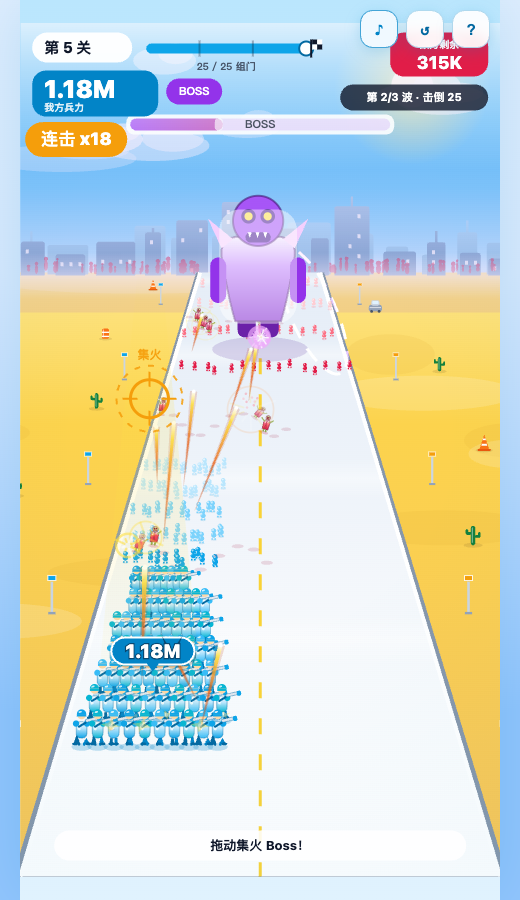 第 5 关
♪
↺
?
25 / 25 组门
315K
1.18M
我方兵力
BOSS
第 2/3 波 · 击倒 25
连击 x18
BOSS
集火
1.18M
拖动集火 Boss!